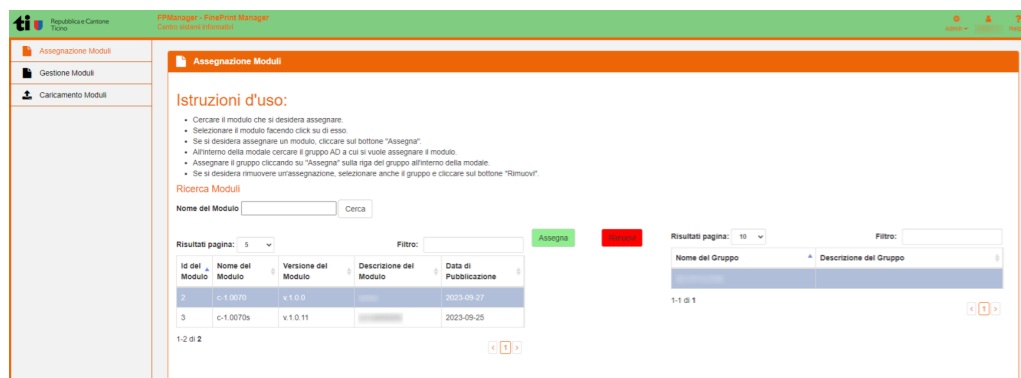 ti
Repubblica e Cantone
Ticino
FPManager - FinePrint Manager
Centro sistemi informativi
Admin
Help
Assegnazione Moduli
Gestione Moduli
Caricamento Moduli
Assegnazione Moduli
Istruzioni d'uso:
• Cercare il modulo che si desidera assegnare.
• Selezionare il modulo facendo click su di esso.
• Se si desidera assegnare un modulo, cliccare sul bottone "Assegna".
• All'interno della modale cercare il gruppo AD a cui si vuole assegnare il modulo.
• Assegnare il gruppo cliccando su "Assegna" sulla riga del gruppo all'interno della modale.
• Se si desidera rimuovere un'assegnazione, selezionare anche il gruppo e cliccare sul bottone "Rimuovi".
Ricerca Moduli
Nome del Modulo Cerca
Risultati pagina: 5 Filtro:
Assegna
Rimuovi
Id del Modulo Nome del Modulo Versione del Modulo Descrizione del Modulo Data di Pubblicazione
2 c-1.0070 v.1.0.0 2023-09-27
3 c-1.0070s v.1.0.11 2023-09-25
1-2 di 2
< 1 >
Risultati pagina: 10 Filtro:
Nome del Gruppo Descrizione del Gruppo
1-1 di 1
< 1 >